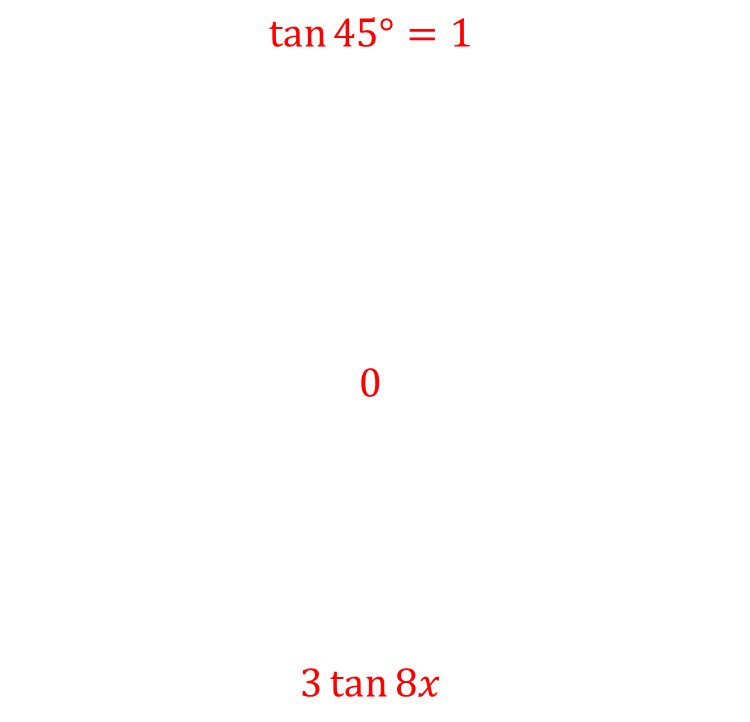 tan 45° = 1
0
3 tan 8x